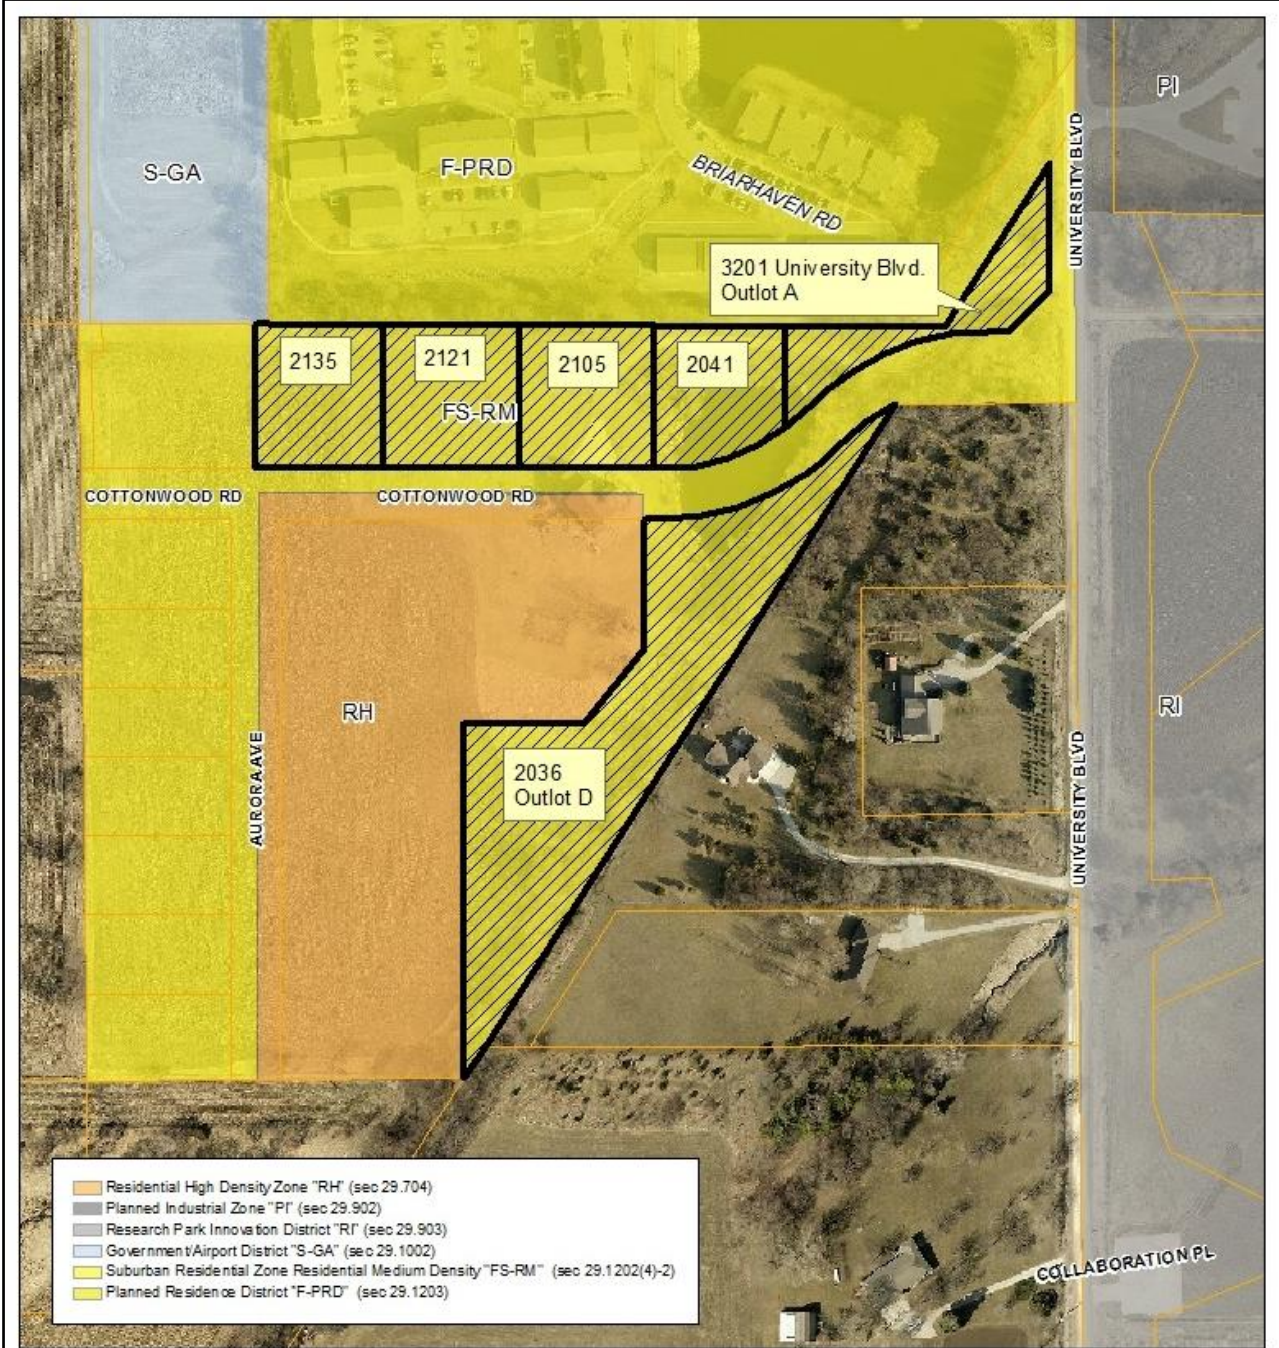 PI
S-GA
F-PRD
BRIARHAVEN RD
UNIVERSITY BLVD
3201 University Blvd.
Outlot A
2135
2121
2105
2041
FS-RM
COTTONWOOD RD
COTTONWOOD RD
RH
RI
AURORA AVE
2036
Outlot D
UNIVERSITY BLVD
Residential High Density Zone "RH" (sec 29.704)
Planned Industrial Zone "PI" (sec 29.902)
Research Park Innovation District "RI" (sec 29.903)
Government/Airport District "S-GA" (sec 29.1002)
Suburban Residential Zone Residential Medium Density "FS-RM" (sec 29.1202(4)-2)
Planned Residence District "F-PRD" (sec 29.1203)
COLLABORATION PL